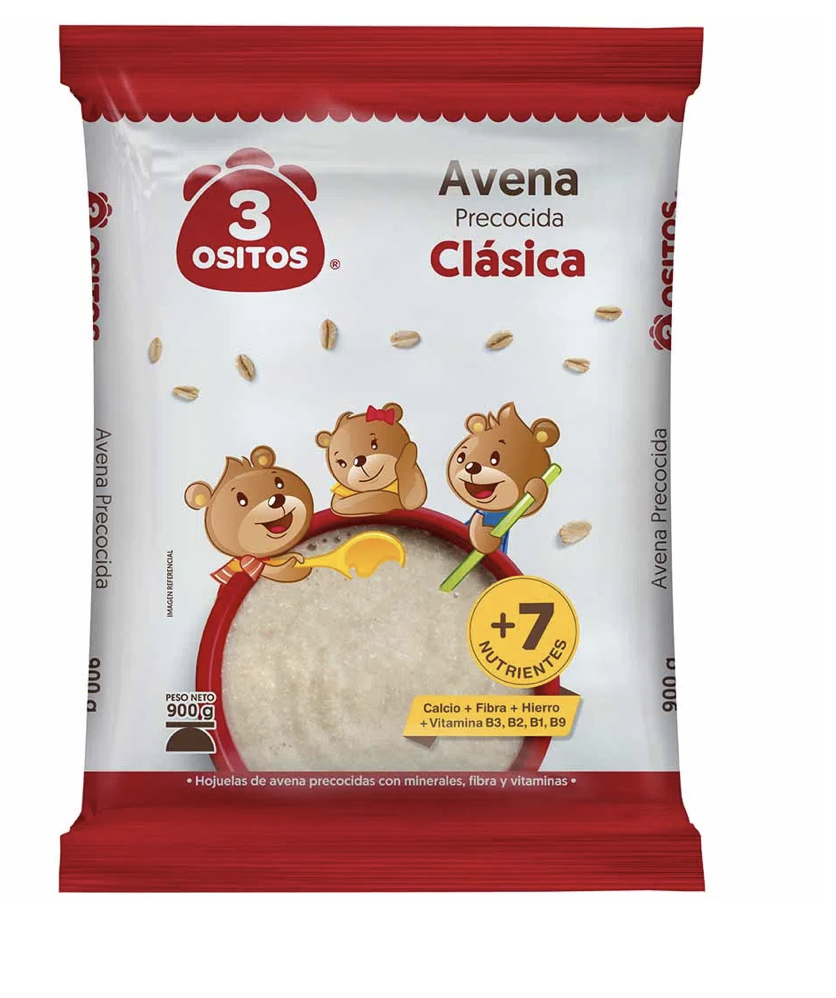 3
OSITOS
®
Avena
Precocida
Clásica
3 OSITOS
Avena Precocida
900 g
3 OSITOS
Avena Precocida
900 g
IMAGEN REFERENCIAL
+7
NUTRIENTES
PESO NETO
900 g
Calcio + Fibra + Hierro
+ Vitamina B3, B2, B1, B9
• Hojuelas de avena precocidas con minerales, fibra y vitaminas •